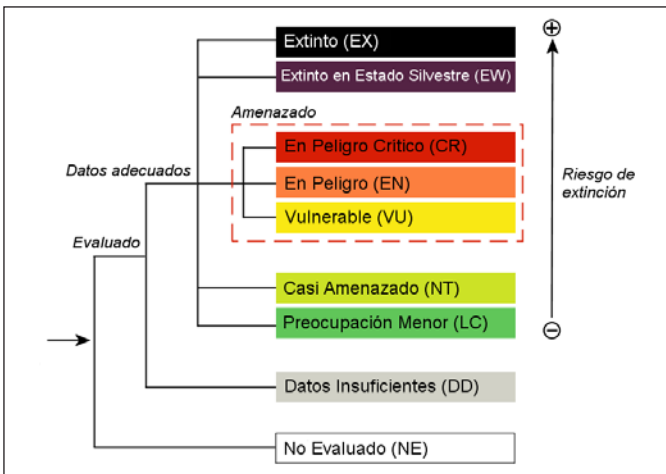 Extinto (EX)
Extinto en Estado Silvestre (EW)
Amenazado
En Peligro Critico (CR)
Datos adecuados
En Peligro (EN)
Riesgo de
extinción
Vulnerable (VU)
Evaluado
Casi Amenazado (NT)
Preocupación Menor (LC)
Datos Insuficientes (DD)
No Evaluado (NE)